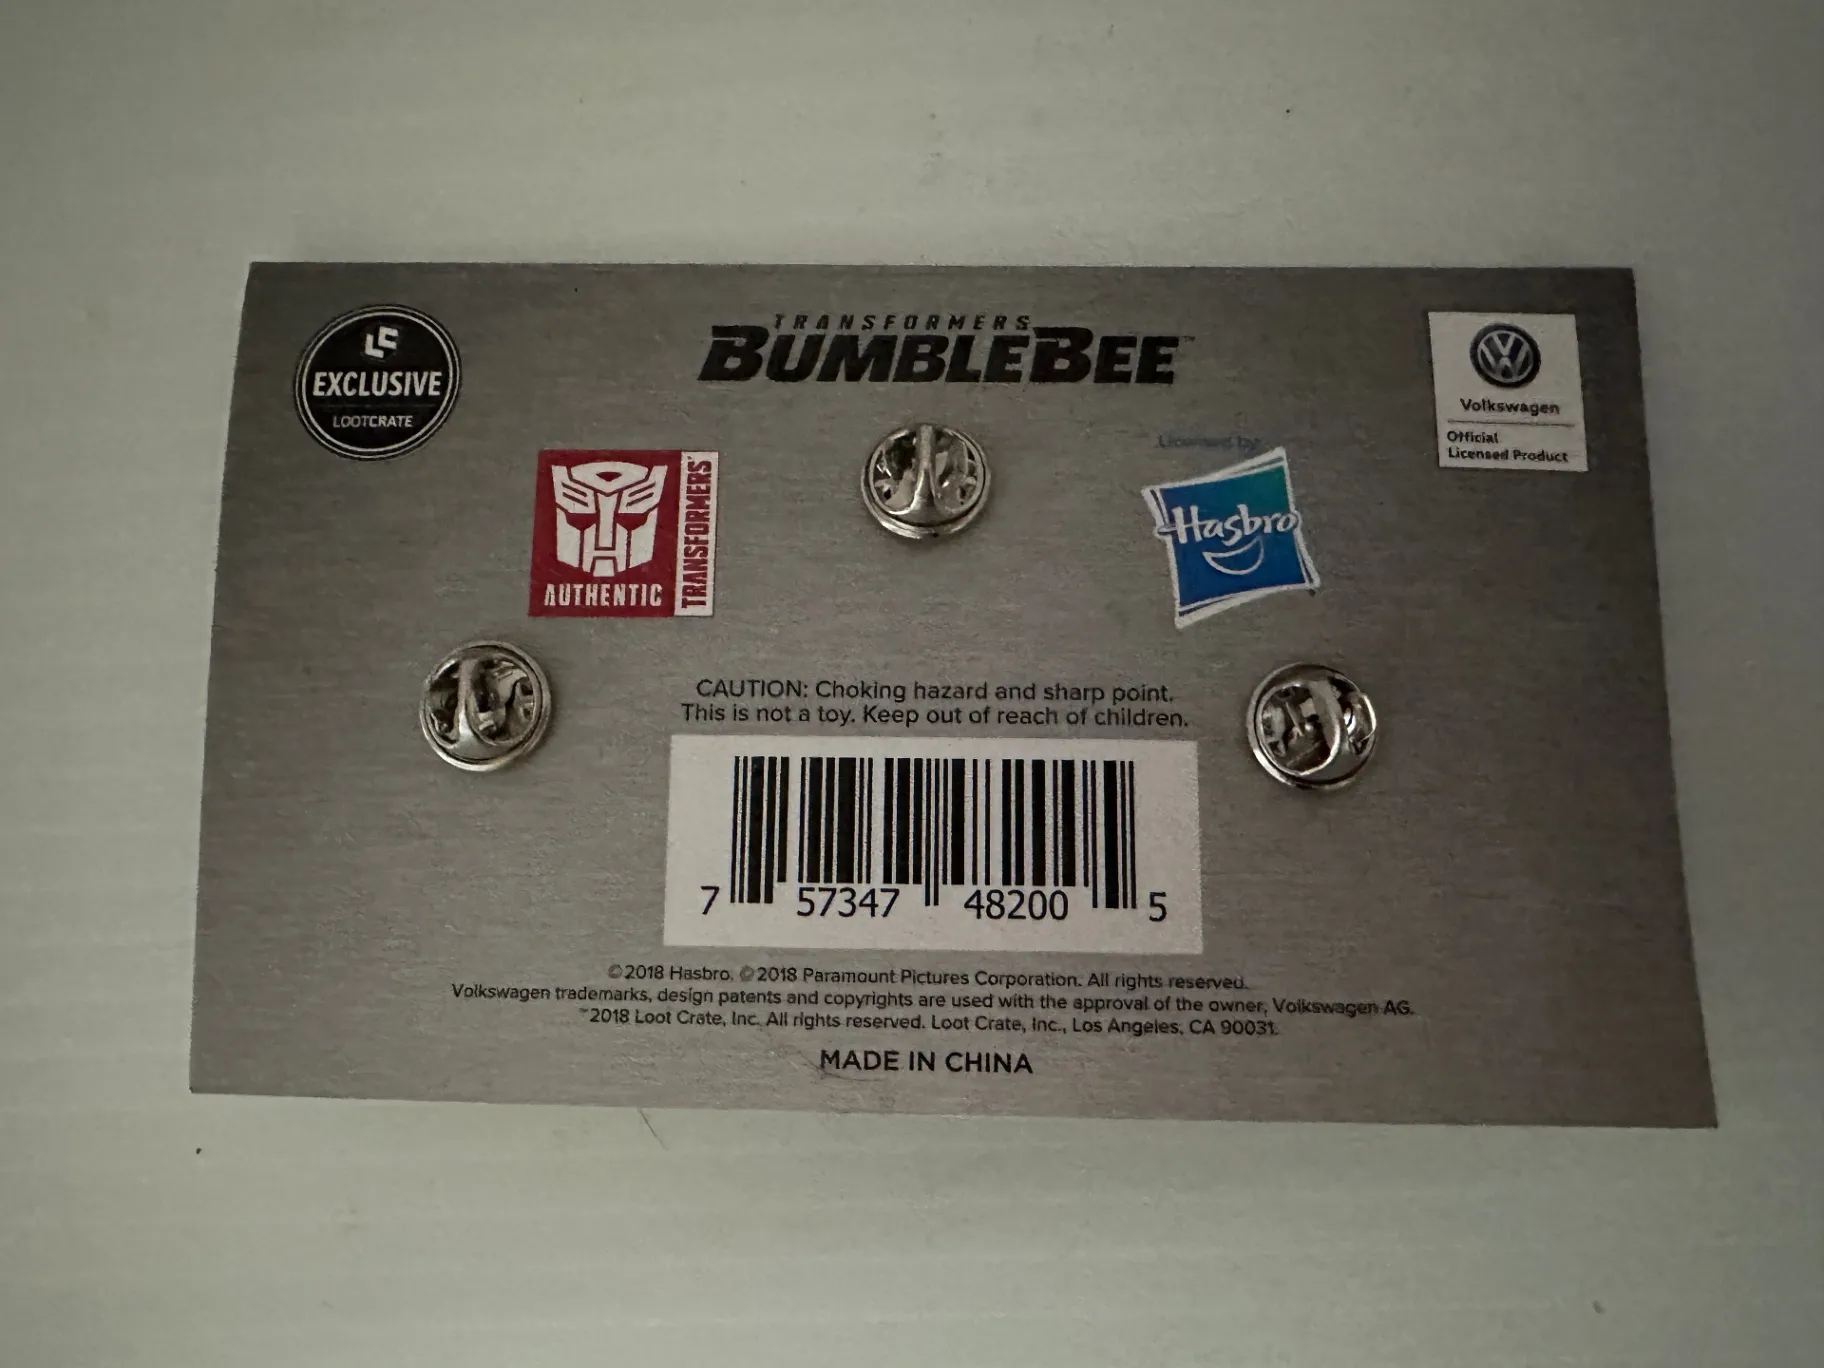 LC
EXCLUSIVE
LOOTCRATE
TRANSFORMERS
BUMBLEBEE™
Volkswagen
Official
Licensed Product
AUTHENTIC
TRANSFORMERS
Licensed by
Hasbro
CAUTION: Choking hazard and sharp point.
This is not a toy. Keep out of reach of children.
7 57347 48200 5
©2018 Hasbro. ©2018 Paramount Pictures Corporation. All rights reserved.
Volkswagen trademarks, design patents and copyrights are used with the approval of the owner, Volkswagen AG.
™2018 Loot Crate, Inc. All rights reserved. Loot Crate, Inc., Los Angeles, CA 90031.
MADE IN CHINA